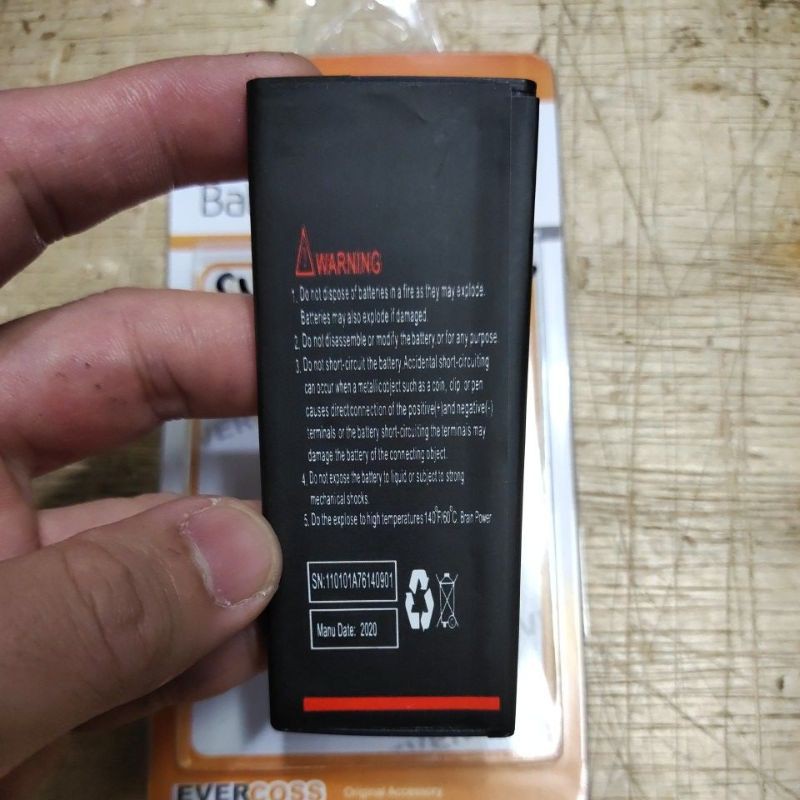 Ba
WARNING
1. Do not dispose of batteries in a fire as they may explode.
Batteries may also explode if damaged
2. Do not disassemble or modify the battery or for any purpose
3. Do not short-circuit the battery Accidental short-circuiting
can occur when a metallic object such as a coin, clip, or pen
causes direct connection of the positive(+)and negative(-)
terminals or the battery short-circuiting the terminals may
damage the battery of the connecting object.
4. Do not expose the battery to liquid or subject to strong
mechanical shocks.
5. Do the explose to high temperatures 140°F/60°C Brain Power
SN:110101A76140901
Manu Date: 2020
EVERCOSS Original Accessory